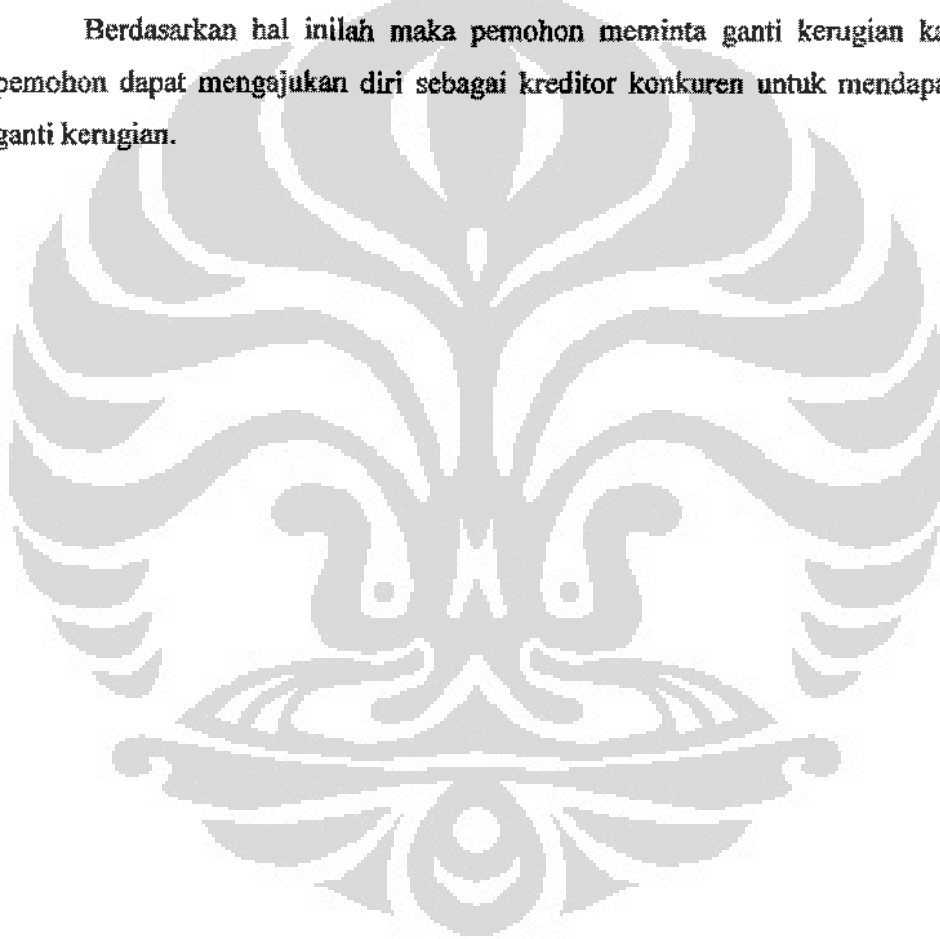 Berdasarkan hal inilah maka pemohon meminta ganti kerugian ka
pemohon dapat mengajukan diri sebagai kreditor konkuren untuk mendapa
ganti kerugian.